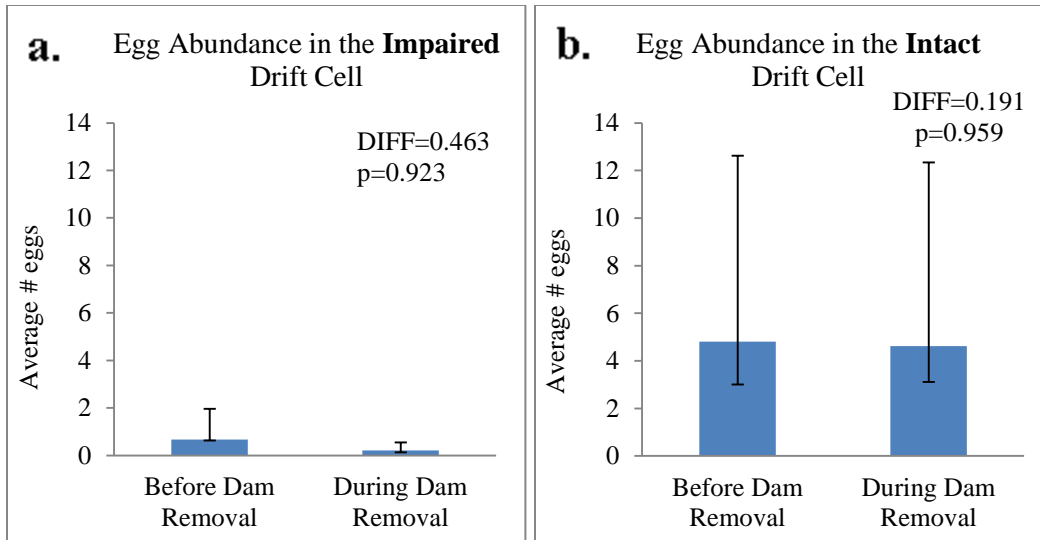 a.
Egg Abundance in the Impaired
Drift Cell
DIFF=0.463
p=0.923
14
12
10
8
6
4
2
0
Average # eggs
Before Dam
Removal
During Dam
Removal
b.
Egg Abundance in the Intact
Drift Cell
DIFF=0.191
p=0.959
14
12
10
8
6
4
2
0
Average # eggs
Before Dam
Removal
During Dam
Removal